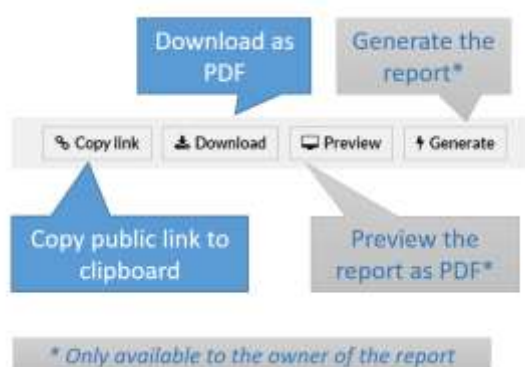 Download as
PDF
Generate the
report*
Copy link
Download
Preview
Generate
Copy public link to
clipboard
Preview the
report as PDF*
* Only available to the owner of the report